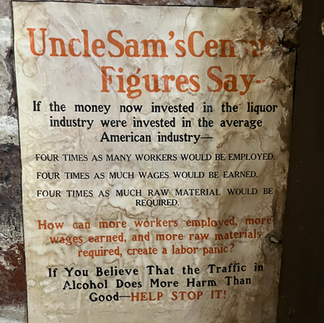 Uncle Sam's Census
Figures Say—
If the money now invested in the liquor
industry were invested in the average
American industry—
FOUR TIMES AS MANY WORKERS WOULD BE EMPLOYED.
FOUR TIMES AS MUCH WAGES WOULD BE EARNED.
FOUR TIMES AS MUCH RAW MATERIAL WOULD BE
REQUIRED.
How can more workers employed, more
wages earned, and more raw materials
required, create a labor panic?
If You Believe That the Traffic in
Alcohol Does More Harm Than
Good—HELP STOP IT!